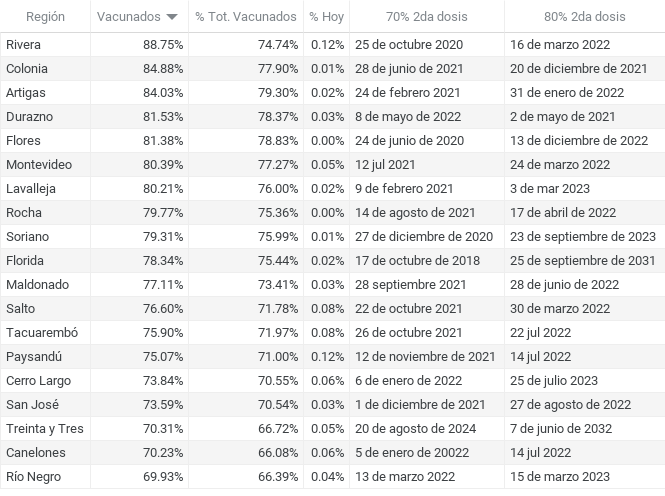 Región Vacunados % Tot. Vacunados % Hoy 70% 2da dosis 80% 2da dosis
Rivera 88.75% 74.74% 0.12% 25 de octubre 2020 16 de marzo 2022
Colonia 84.88% 77.90% 0.01% 28 de junio de 2021 20 de diciembre de 2021
Artigas 84.03% 79.30% 0.02% 24 de febrero 2021 31 de enero de 2022
Durazno 81.53% 78.37% 0.03% 8 de mayo de 2022 2 de mayo de 2021
Flores 81.38% 78.83% 0.00% 24 de junio de 2020 13 de diciembre de 2022
Montevideo 80.39% 77.27% 0.05% 12 jul 2021 24 de marzo 2022
Lavalleja 80.21% 76.00% 0.02% 9 de febrero 2021 3 de mar 2023
Rocha 79.77% 75.36% 0.00% 14 de agosto de 2021 17 de abril de 2022
Soriano 79.31% 75.99% 0.01% 27 de diciembre de 2020 23 de septiembre de 2023
Florida 78.34% 75.44% 0.02% 17 de octubre de 2018 25 de septiembre de 2031
Maldonado 77.11% 73.41% 0.03% 28 septiembre 2021 28 de junio de 2022
Salto 76.60% 71.78% 0.08% 22 de octubre 2021 30 de marzo 2022
Tacuarembó 75.90% 71.97% 0.08% 26 de octubre 2021 22 jul 2022
Paysandú 75.07% 71.00% 0.12% 12 de noviembre de 2021 14 jul 2022
Cerro Largo 73.84% 70.55% 0.06% 6 de enero de 2022 25 de julio 2023
San José 73.59% 70.54% 0.03% 1 de diciembre de 2021 27 de agosto de 2022
Treinta y Tres 70.31% 66.72% 0.05% 20 de agosto de 2024 7 de junio de 2032
Canelones 70.23% 66.08% 0.06% 5 de enero de 20022 14 jul 2022
Río Negro 69.93% 66.39% 0.04% 13 de marzo 2022 15 de marzo 2023